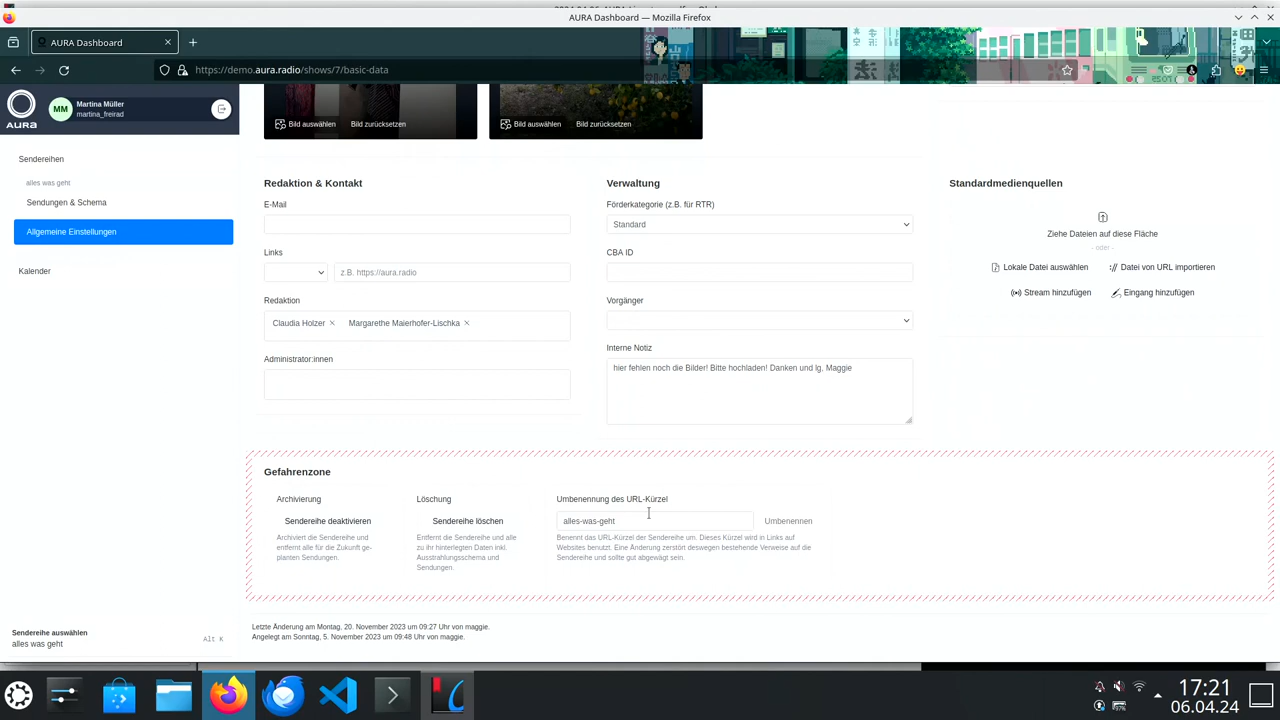 AURA Dashboard — Mozilla Firefox
AURA Dashboard
https://demo.aura.radio/shows/7/basic-data
AURA
MM
Martina Müller
martina_freirad
Sendereihen
alles was geht
Sendungen & Schema
Allgemeine Einstellungen
Kalender
Sendereihe auswählen
alles was geht
Alt K
Bild auswählen
Bild zurücksetzen
Bild auswählen
Bild zurücksetzen
Redaktion & Kontakt
E-Mail
Links
z.B. https://aura.radio
Redaktion
Claudia Holzer ×
Margarethe Maierhofer-Lischka ×
Administrator:innen
Verwaltung
Förderkategorie (z.B. für RTR)
Standard
CBA ID
Vorgänger
Interne Notiz
hier fehlen noch die Bilder! Bitte hochladen! Danken und lg, Maggie
Standardmedienquellen
Ziehe Dateien auf diese Fläche
- oder -
Lokale Datei auswählen
Datei von URL importieren
Stream hinzufügen
Eingang hinzufügen
Gefahrenzone
Archivierung
Sendereihe deaktivieren
Archiviert die Sendereihe und
entfernt alle für die Zukunft ge-
planten Sendungen.
Löschung
Sendereihe löschen
Entfernt die Sendereihe und alle
zu ihr hinterlegten Daten inkl.
Ausstrahlungsschema und
Sendungen.
Umbenennung des URL-Kürzel
alles-was-geht
Umbenennen
Benennt das URL-Kürzel der Sendereihe um. Dieses Kürzel wird in Links auf
Websites benutzt. Eine Änderung zerstört deswegen bestehende Verweise auf die
Sendereihe und sollte gut abgewägt sein.
Letzte Änderung am Montag, 20. November 2023 um 09:27 Uhr von maggie.
Angelegt am Sonntag, 5. November 2023 um 09:48 Uhr von maggie.
17:21
06.04.24